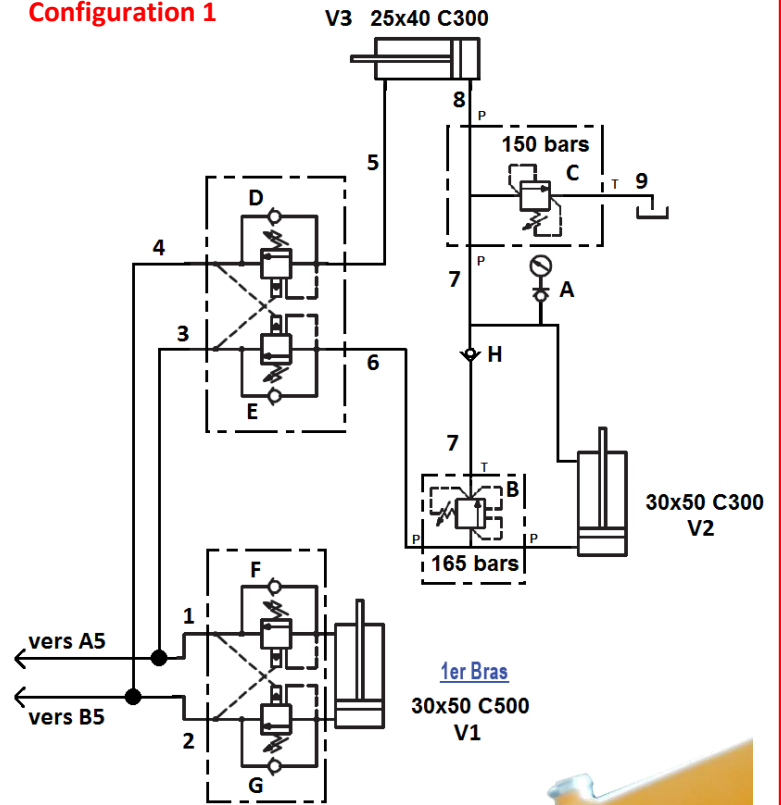 Configuration 1
V3 25x40 C300
8
P
150 bars
C
T 9
5
D
4
P
7
A
3
6
H
E
7
T
B
30x50 C300
V2
P
P
165 bars
F
1
vers A5
1er Bras
30x50 C500
V1
vers B5
2
G